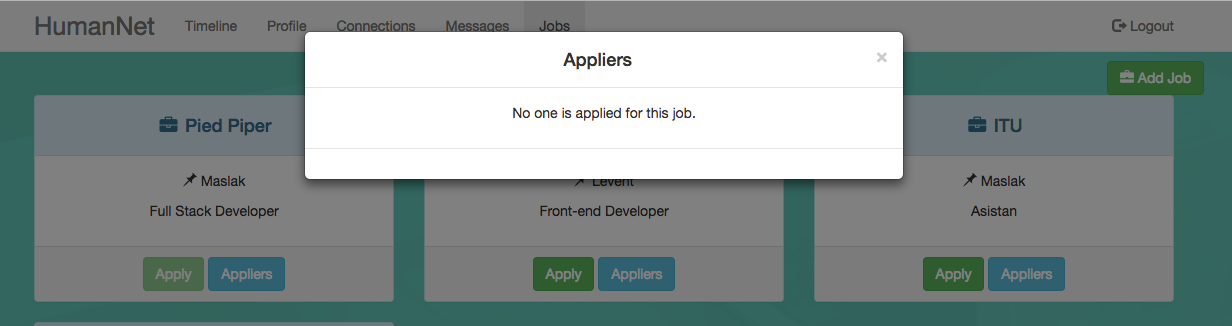 HumanNet Timeline Profile Connections Messages Jobs Logout
Appliers ×
No one is applied for this job.
Add Job
Pied Piper
Maslak
Full Stack Developer
Apply Appliers
Levent
Front-end Developer
Apply Appliers
ITU
Maslak
Asistan
Apply Appliers